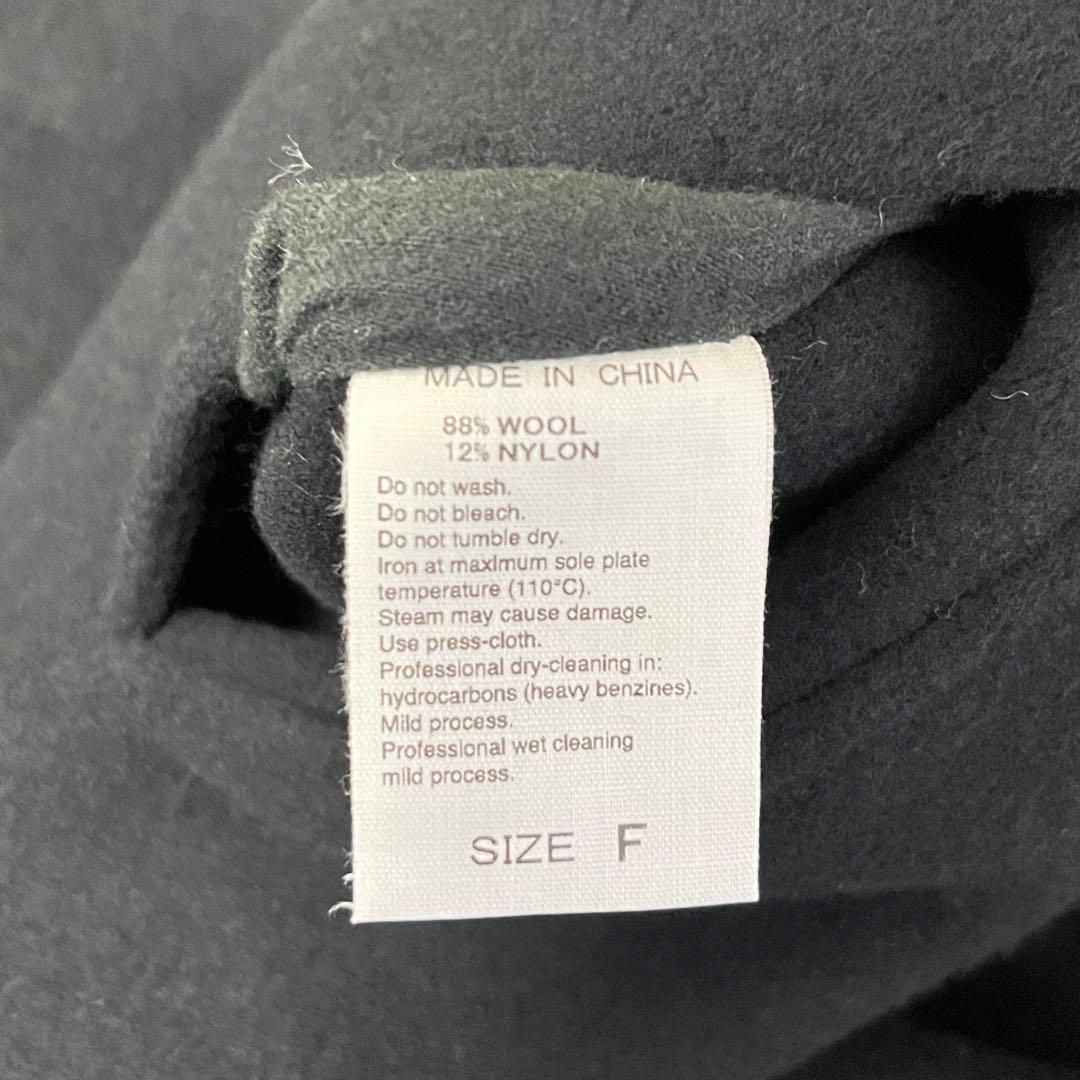 MADE IN CHINA
88% WOOL
12% NYLON
Do not wash.
Do not bleach.
Do not tumble dry.
Iron at maximum sole plate
temperature (110°C).
Steam may cause damage.
Use press-cloth.
Professional dry-cleaning in:
hydrocarbons (heavy benzines).
Mild process.
Professional wet cleaning
mild process.
SIZE F